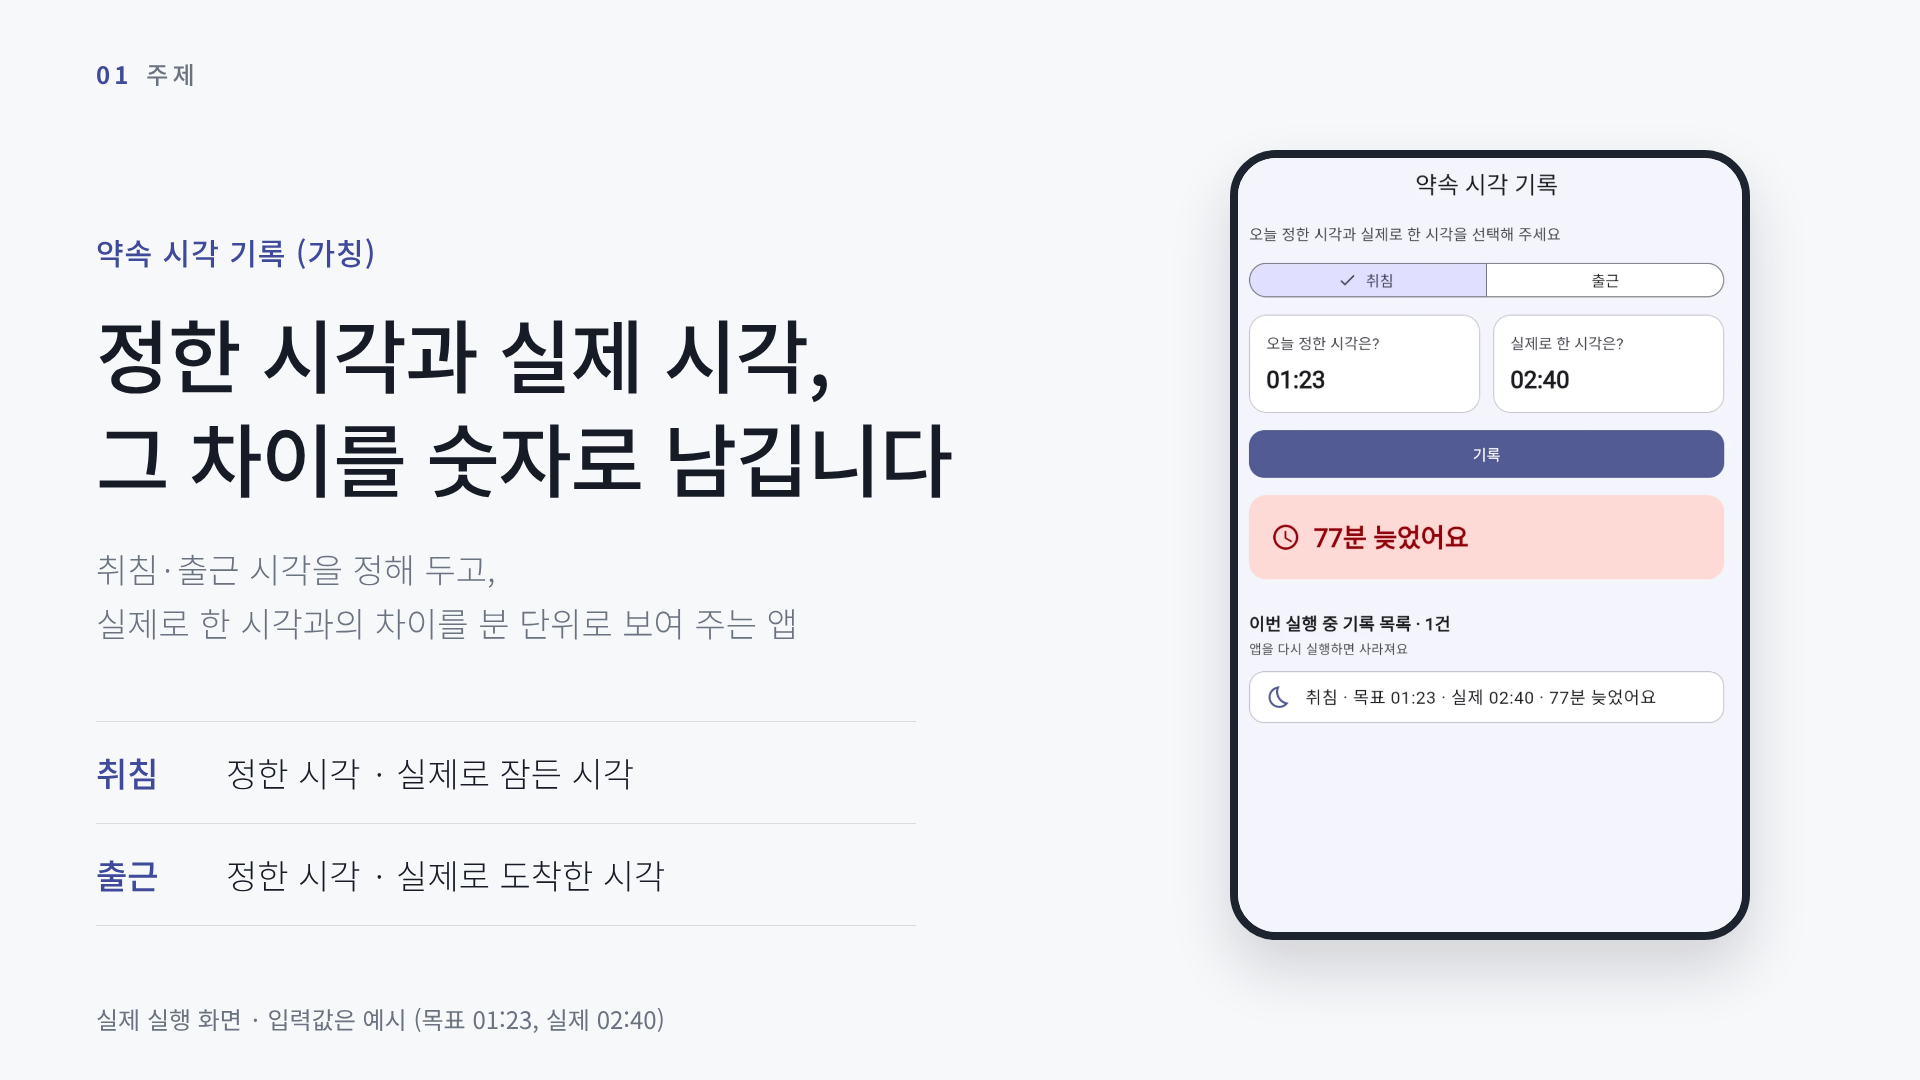 01 주제
약속 시각 기록 (가칭)
정한 시각과 실제 시각,
그 차이를 숫자로 남깁니다
취침·출근 시각을 정해 두고,
실제로 한 시각과의 차이를 분 단위로 보여 주는 앱
취침 정한 시각 · 실제로 잠든 시각
출근 정한 시각 · 실제로 도착한 시각
실제 실행 화면 · 입력값은 예시 (목표 01:23, 실제 02:40)
약속 시각 기록
오늘 정한 시각과 실제로 한 시각을 선택해 주세요
취침 출근
오늘 정한 시각은? 실제로 한 시각은?
01:23 02:40
기록
77분 늦었어요
이번 실행 중 기록 목록 · 1건
앱을 다시 실행하면 사라져요
취침 · 목표 01:23 · 실제 02:40 · 77분 늦었어요